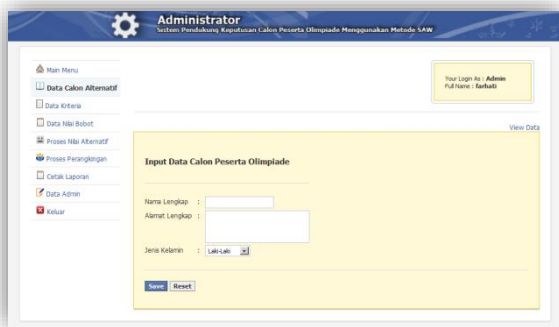 Administrator
Sistem Pendukung Keputusan Calon Peserta Olimpiade Menggunakan Metode SAW
Main Menu
Data Calon Alternatif
Data Kriteria
Data Nilai Bobot
Proses Nilai Alternatif
Proses Perangkingan
Cetak Laporan
Data Admin
Keluar
Your Login As : Admin
Full Name : farhati
View Data
Input Data Calon Peserta Olimpiade
Nama Lengkap :
Alamat Lengkap :
Jenis Kelamin : Laki-Laki
Save Reset